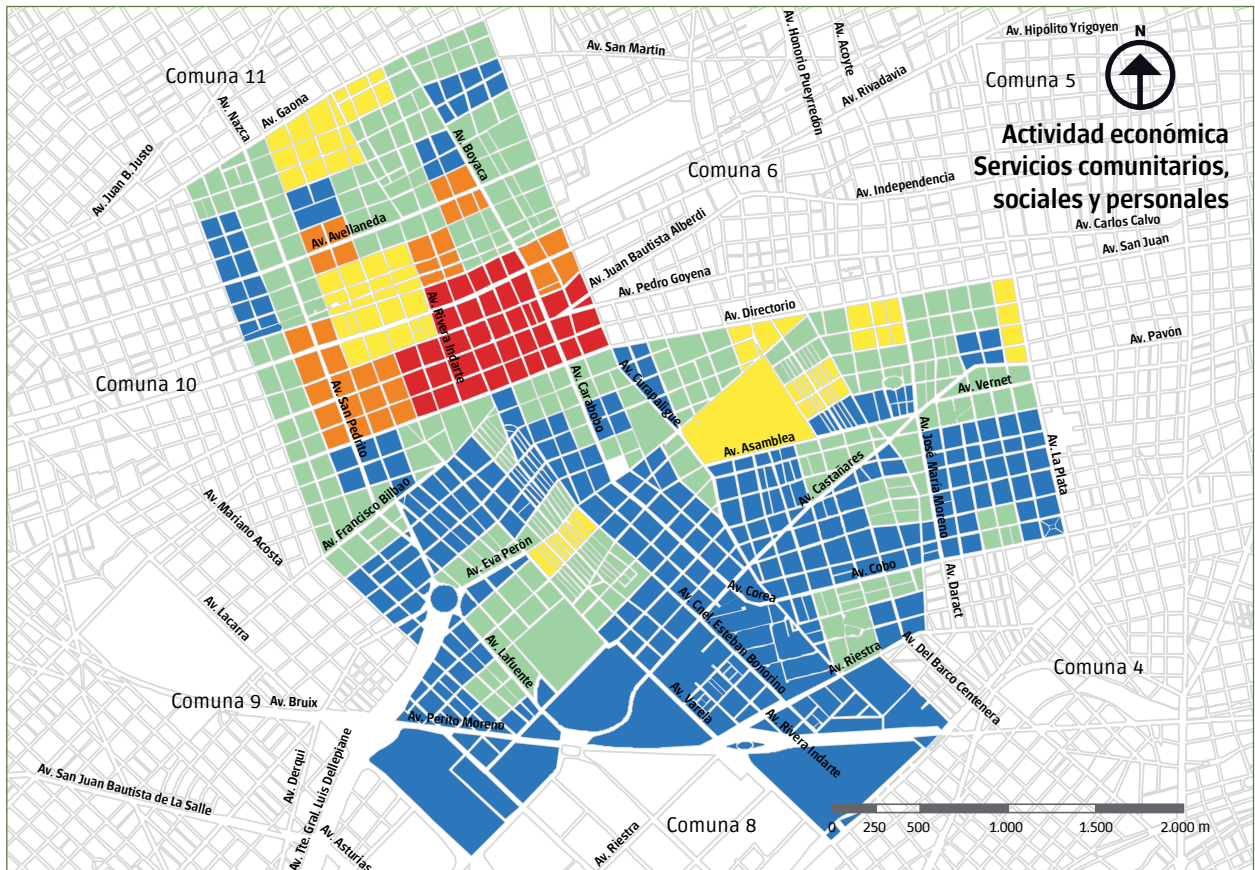 Av. Hipólito Yrigoyen
N
Av. San Martín
Av. Honorio Pueyrredón
Av. Acoyte
Av. Rivadavia
Comuna 5
Comuna 11
Av. Nazca
Av. Gaona
Av. Juan B. Justo
Av. Boyaca
Actividad económica
Servicios comunitarios,
sociales y personales
Comuna 6
Av. Independencia
Av. Carlos Calvo
Av. San Juan
Av. Avellaneda
Av. Juan Bautista Alberdi
Av. Pedro Goyena
Av. Directorio
Av. Rivera Indarte
Av. Pavón
Comuna 10
Av. San Pedrito
Av. Carabobo
Av. Curapaligue
Av. Vernet
Av. Asamblea
Av. José María Moreno
Av. La Plata
Av. Castañares
Av. Mariano Acosta
Av. Francisco Bilbao
Av. Eva Perón
Av. Cobo
Av. Corea
Av. Daract
Av. Lacarra
Av. Cnel. Esteban Bonorino
Av. Lafuente
Av. Riestra
Av. Del Barco Centenera
Comuna 4
Comuna 9
Av. Bruix
Av. Varela
Av. Perito Moreno
Av. Rivera Indarte
Av. Derqui
Av. Tte. Gral. Luis Dellepiane
Av. San Juan Bautista de La Salle
Av. Asturias
Comuna 8
Av. Riestra
0 250 500 1.000 1.500 2.000 m